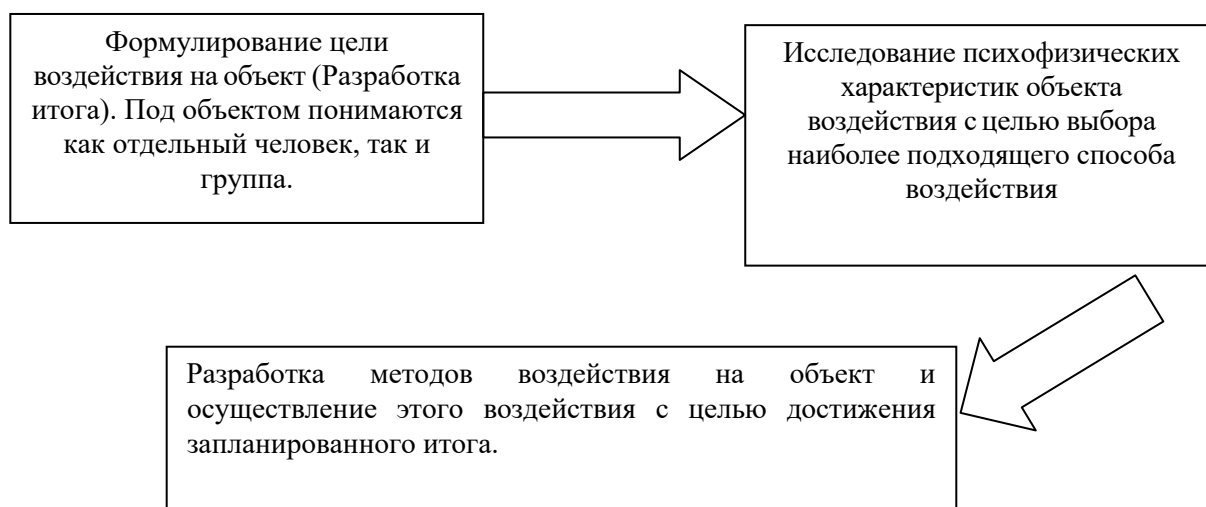 Формулирование цели
воздействия на объект (Разработка
итога). Под объектом понимаются
как отдельный человек, так и
группа.
Исследование психофизических
характеристик объекта
воздействия с целью выбора
наиболее подходящего способа
воздействия
Разработка методов воздействия на объект и
осуществление этого воздействия с целью достижения
запланированного итога.